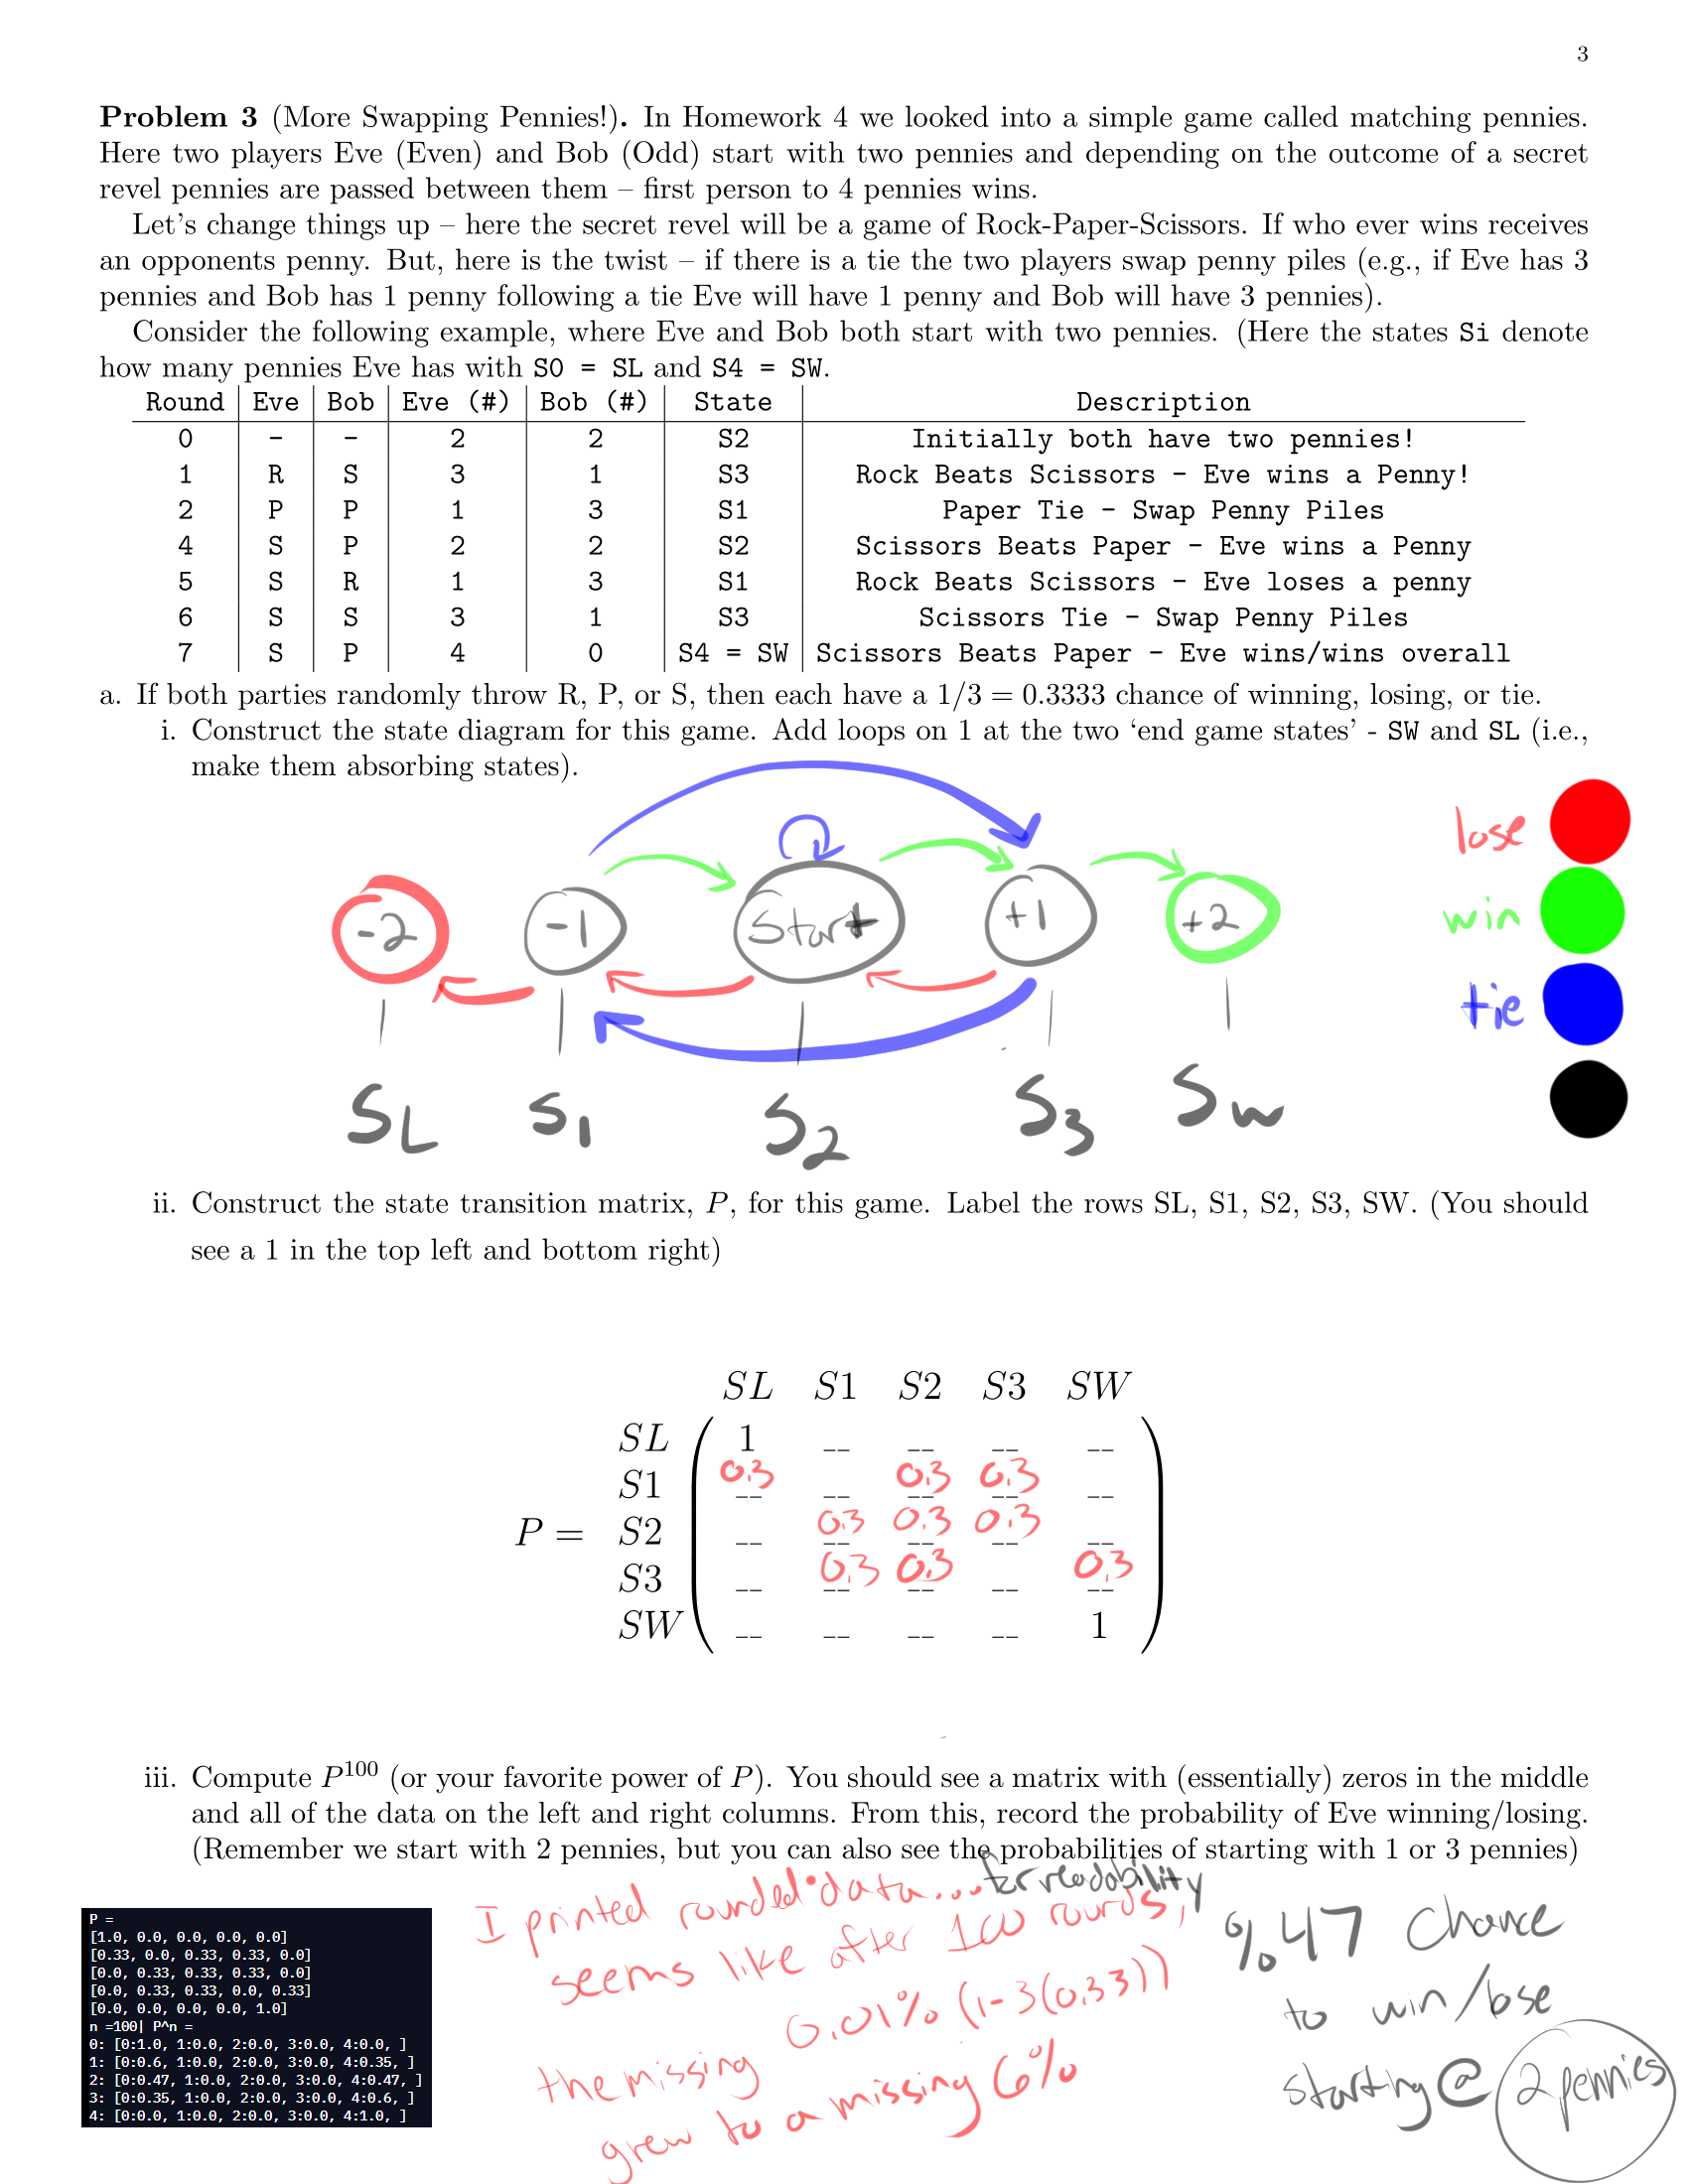 3
Problem 3 (More Swapping Pennies!). In Homework 4 we looked into a simple game called matching pennies.
Here two players Eve (Even) and Bob (Odd) start with two pennies and depending on the outcome of a secret
revel pennies are passed between them – first person to 4 pennies wins.
Let's change things up – here the secret revel will be a game of Rock-Paper-Scissors. If who ever wins receives
an opponents penny. But, here is the twist – if there is a tie the two players swap penny piles (e.g., if Eve has 3
pennies and Bob has 1 penny following a tie Eve will have 1 penny and Bob will have 3 pennies).
Consider the following example, where Eve and Bob both start with two pennies. (Here the states Si denote
how many pennies Eve has with S0 = SL and S4 = SW.
Round Eve Bob Eve (#) Bob (#) State Description
0 - - 2 2 S2 Initially both have two pennies!
1 R S 3 1 S3 Rock Beats Scissors - Eve wins a Penny!
2 P P 1 3 S1 Paper Tie - Swap Penny Piles
4 S P 2 2 S2 Scissors Beats Paper - Eve wins a Penny
5 S R 1 3 S1 Rock Beats Scissors - Eve loses a penny
6 S S 3 1 S3 Scissors Tie - Swap Penny Piles
7 S P 4 0 S4 = SW Scissors Beats Paper - Eve wins/wins overall
a. If both parties randomly throw R, P, or S, then each have a 1/3 = 0.3333 chance of winning, losing, or tie.
i. Construct the state diagram for this game. Add loops on 1 at the two 'end game states' - SW and SL (i.e.,
make them absorbing states).
lose
win
tie
-2 -1 Start +1 +2
SL S1 S2 S3 Sw
ii. Construct the state transition matrix, P, for this game. Label the rows SL, S1, S2, S3, SW. (You should
see a 1 in the top left and bottom right)
SL S1 S2 S3 SW
SL 1 __ __ __ __
S1 0.3 __ 0.3 0.3 __
P = S2 __ 0.3 0.3 0.3 __
S3 __ 0.3 0.3 __ 0.3
SW __ __ __ __ 1
iii. Compute P^100 (or your favorite power of P). You should see a matrix with (essentially) zeros in the middle
and all of the data on the left and right columns. From this, record the probability of Eve winning/losing.
(Remember we start with 2 pennies, but you can also see the probabilities of starting with 1 or 3 pennies)
P =
[1.0, 0.0, 0.0, 0.0, 0.0]
[0.33, 0.0, 0.33, 0.33, 0.0]
[0.0, 0.33, 0.33, 0.33, 0.0]
[0.0, 0.33, 0.33, 0.0, 0.33]
[0.0, 0.0, 0.0, 0.0, 1.0]
n =100| P^n =
0: [0:1.0, 1:0.0, 2:0.0, 3:0.0, 4:0.0, ]
1: [0:0.6, 1:0.0, 2:0.0, 3:0.0, 4:0.35, ]
2: [0:0.47, 1:0.0, 2:0.0, 3:0.0, 4:0.47, ]
3: [0:0.35, 1:0.0, 2:0.0, 3:0.0, 4:0.6, ]
4: [0:0.0, 1:0.0, 2:0.0, 3:0.0, 4:1.0, ]
I printed rounded data... for readability
seems like after 100 rounds,
the missing 0.01% (1-3(0.33))
grew to a missing 6%
%47 chance
to win/lose
starting @ 2 pennies